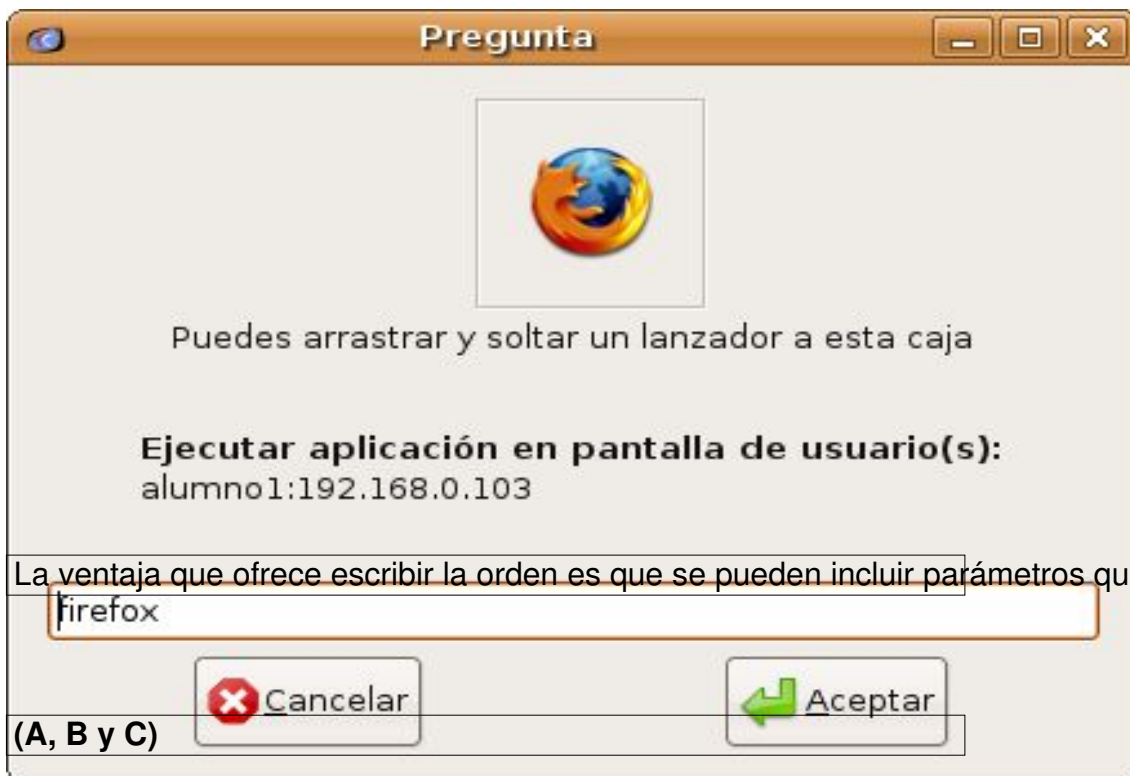 Pregunta
Puedes arrastrar y soltar un lanzador a esta caja
Ejecutar aplicación en pantalla de usuario(s):
alumno1:192.168.0.103
La ventaja que ofrece escribir la orden es que se pueden incluir parámetros qu
firefox
Cancelar
Aceptar
(A, B y C)